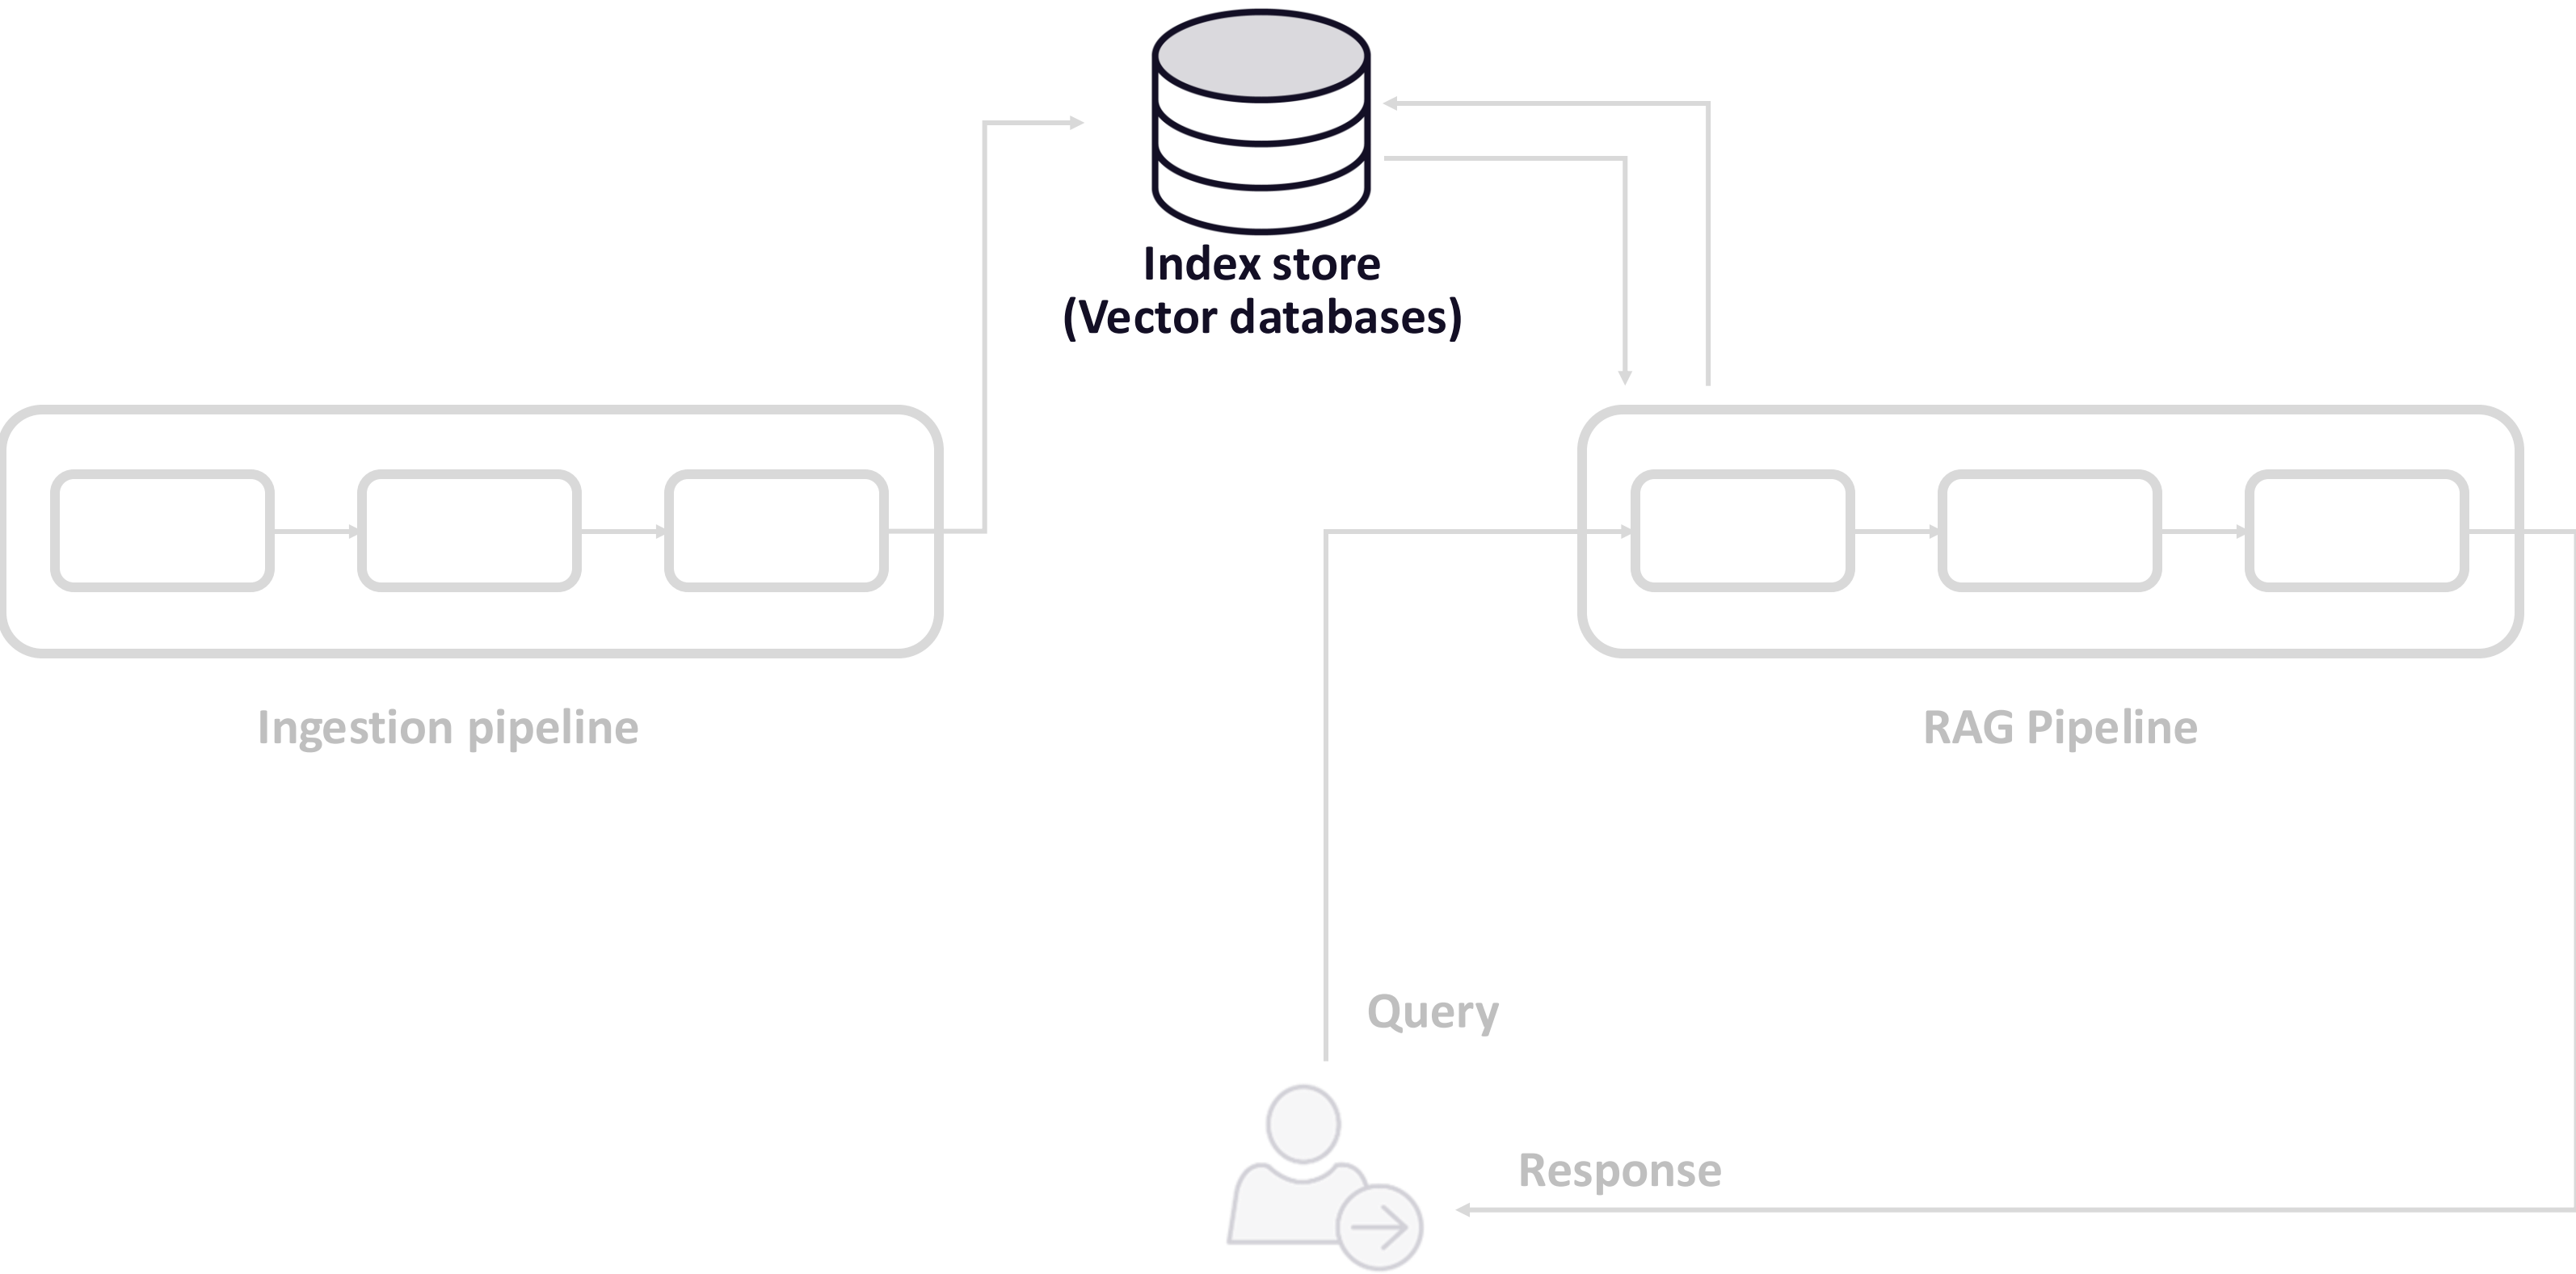 Index store
(Vector databases)
Ingestion pipeline
RAG Pipeline
Query
Response